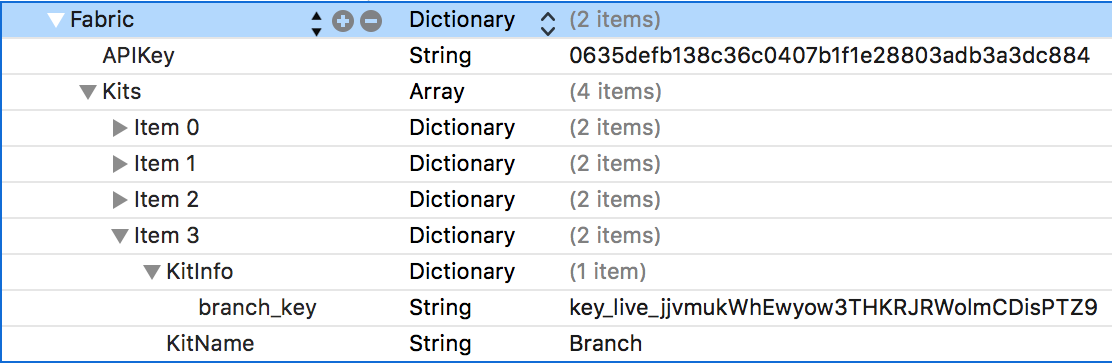 Fabric Dictionary (2 items)
APIKey String 0635defb138c36c0407b1f1e28803adb3a3dc884
Kits Array (4 items)
Item 0 Dictionary (2 items)
Item 1 Dictionary (2 items)
Item 2 Dictionary (2 items)
Item 3 Dictionary (2 items)
KitInfo Dictionary (1 item)
branch_key String key_live_jjvmukWhEwyow3THKRJRWolmCDisPTZ9
KitName String Branch